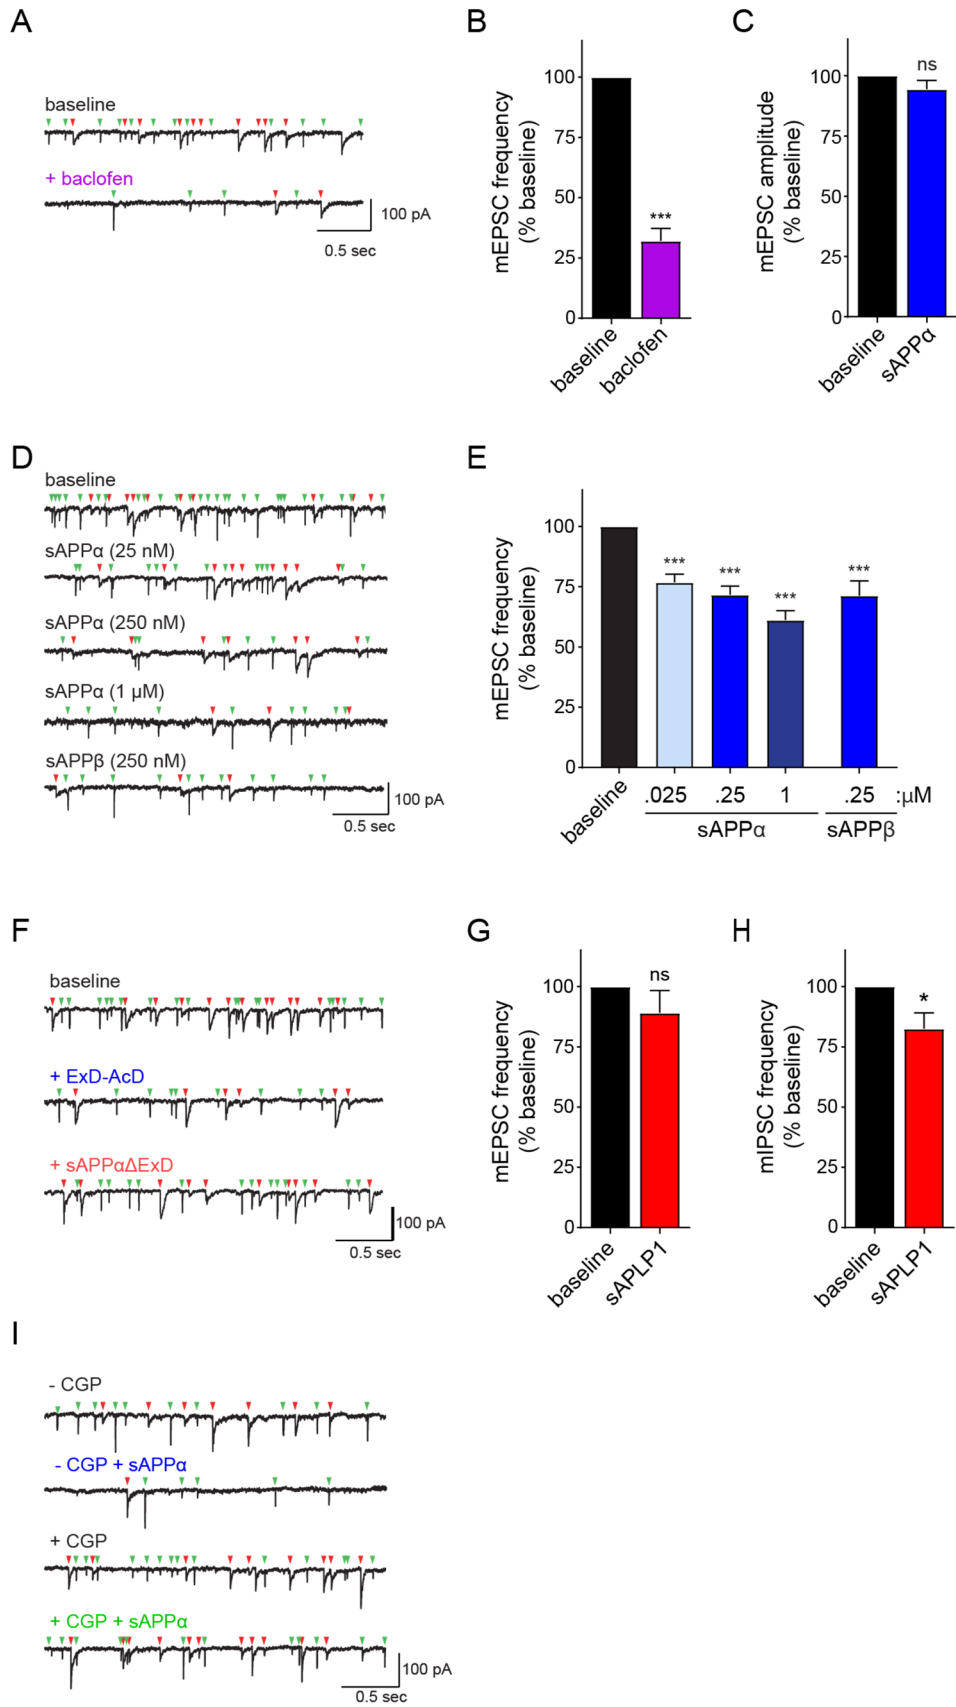 A
baseline
+ baclofen
100 pA
0.5 sec
B
mEPSC frequency
(% baseline)
100
75
50
25
0
***
baseline
baclofen
C
mEPSC amplitude
(% baseline)
100
75
50
25
0
ns
baseline
sAPPα
D
baseline
sAPPα (25 nM)
sAPPα (250 nM)
sAPPα (1 μM)
sAPPβ (250 nM)
100 pA
0.5 sec
E
mEPSC frequency
(% baseline)
100
75
50
25
0
***
***
***
***
baseline
.025 .25 1 .25 :μM
sAPPα sAPPβ
F
baseline
+ ExD-AcD
+ sAPPαΔExD
100 pA
0.5 sec
G
mEPSC frequency
(% baseline)
100
75
50
25
0
ns
baseline
sAPLP1
H
mIPSC frequency
(% baseline)
100
75
50
25
0
*
baseline
sAPLP1
I
- CGP
- CGP + sAPPα
+ CGP
+ CGP + sAPPα
100 pA
0.5 sec